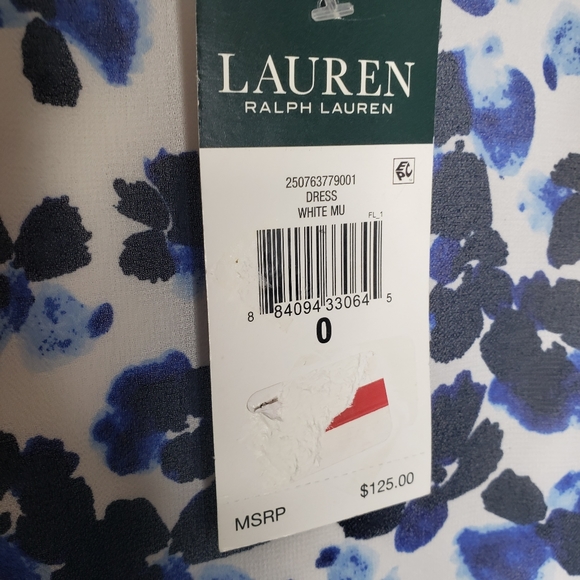 LAUREN
RALPH LAUREN
250763779001
DRESS
WHITE MU
FL_1
8 84094 33064 5
0
MSRP $125.00